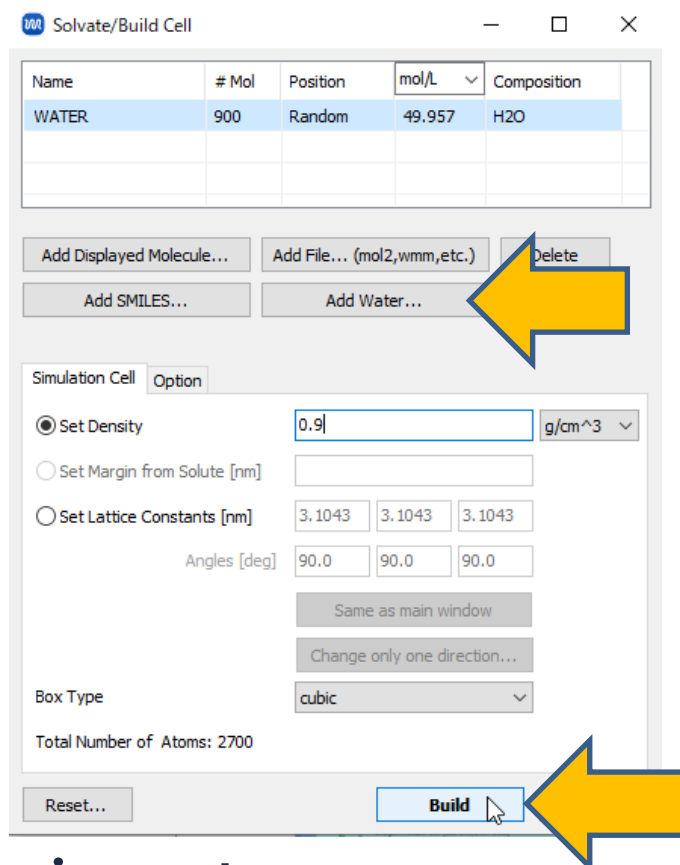 Solvate/Build Cell
Name # Mol Position mol/L Composition
WATER 900 Random 49.957 H2O
Add Displayed Molecule... Add File... (mol2,wmm,etc.) Delete
Add SMILES... Add Water...
Simulation Cell Option
Set Density 0.9 g/cm^3
Set Margin from Solute [nm]
Set Lattice Constants [nm] 3.1043 3.1043 3.1043
Angles [deg] 90.0 90.0 90.0
Same as main window
Change only one direction...
Box Type cubic
Total Number of Atoms: 2700
Reset... Build